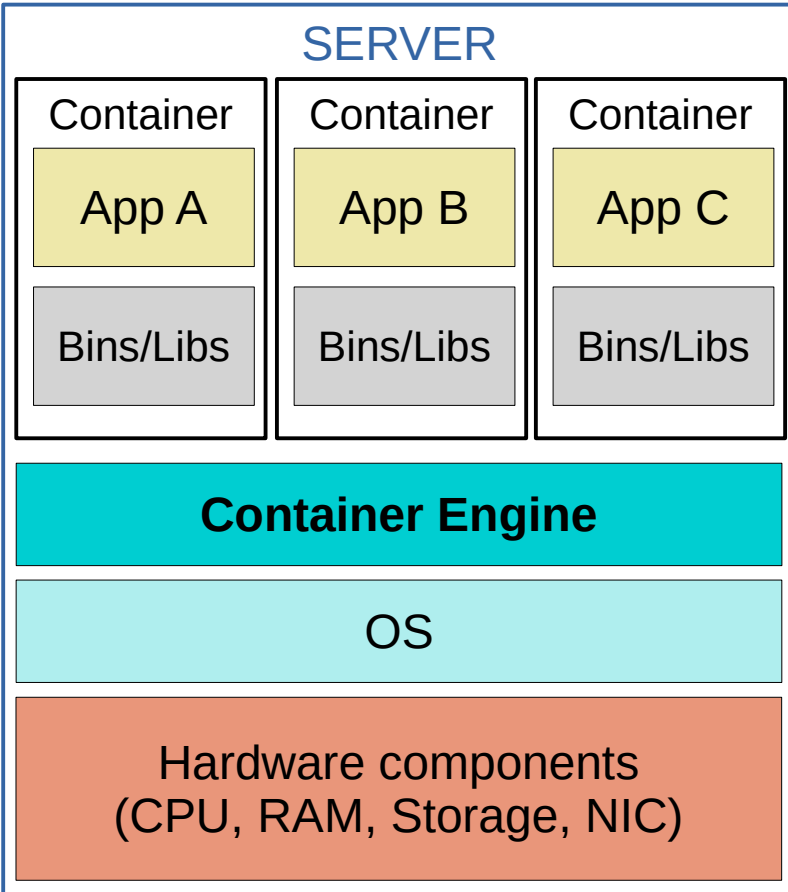 SERVER
Container
Container
Container
App A
App B
App C
Bins/Libs
Bins/Libs
Bins/Libs
Container Engine
OS
Hardware components
(CPU, RAM, Storage, NIC)